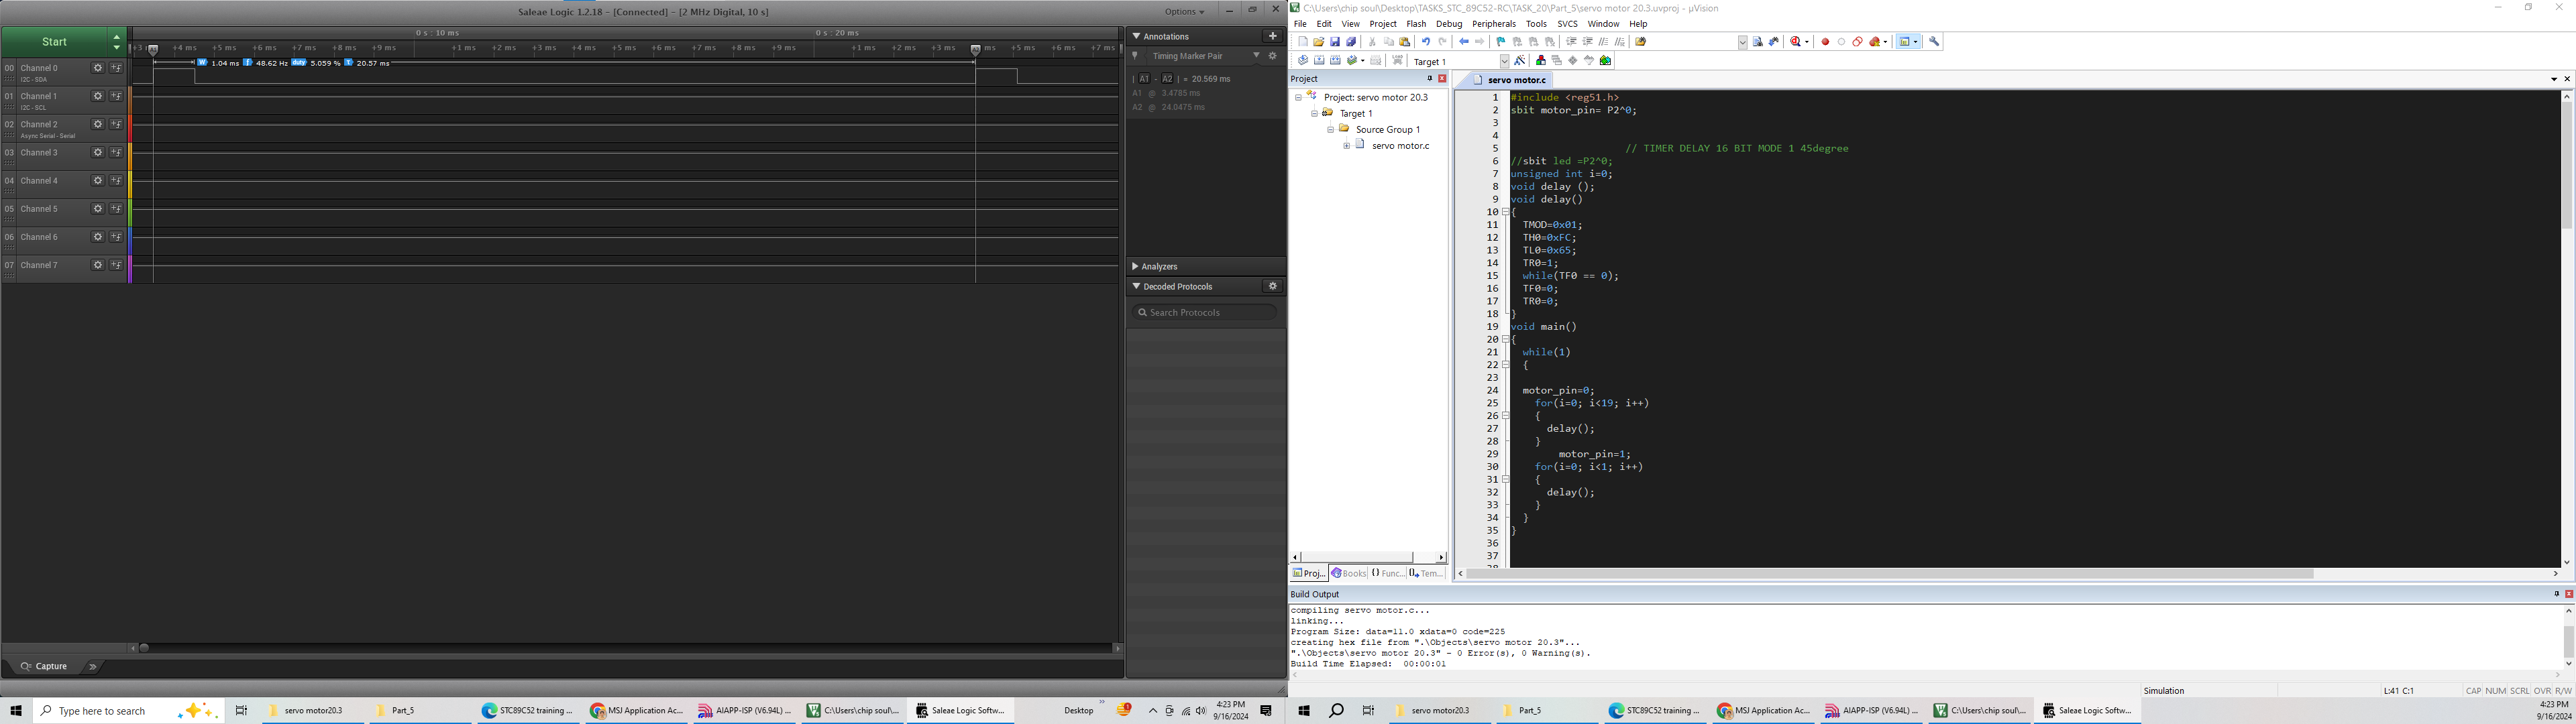 Saleae Logic 1.2.18 - [Connected] - [2 MHz Digital, 10 s]
Options
Start
0 s : 10 ms
0 s : 20 ms
+3 ms +4 ms +5 ms +6 ms +7 ms +8 ms +9 ms +1 ms +2 ms +3 ms +4 ms +5 ms +6 ms +7 ms +8 ms +9 ms +1 ms +2 ms +3 ms ms +5 ms +6 ms +7 ms
00 Channel 0
I2C - SDA
W 1.04 ms f 48.62 Hz duty 5.059 % T 20.57 ms
01 Channel 1
I2C - SCL
02 Channel 2
Async Serial - Serial
03 Channel 3
04 Channel 4
05 Channel 5
06 Channel 6
07 Channel 7
Capture
Annotations
Timing Marker Pair
| A1 - A2 | = 20.569 ms
A1 @ 3.4785 ms
A2 @ 24.0475 ms
Analyzers
Decoded Protocols
Search Protocols
C:\Users\chip soul\Desktop\TASKS_STC_89C52-RC\TASK_20\Part_5\servo motor 20.3.uvproj - µVision
File Edit View Project Flash Debug Peripherals Tools SVCS Window Help
Target 1
Project
Project: servo motor 20.3
Target 1
Source Group 1
servo motor.c
Proj... Books Func... Tem...
servo motor.c
1 #include <reg51.h>
2 sbit motor_pin= P2^0;
3
4
5 // TIMER DELAY 16 BIT MODE 1 45degree
6 //sbit led =P2^0;
7 unsigned int i=0;
8 void delay ();
9 void delay()
10 {
11 TMOD=0x01;
12 TH0=0xFC;
13 TL0=0x65;
14 TR0=1;
15 while(TF0 == 0);
16 TF0=0;
17 TR0=0;
18 }
19 void main()
20 {
21 while(1)
22 {
23
24 motor_pin=0;
25 for(i=0; i<19; i++)
26 {
27 delay();
28 }
29 motor_pin=1;
30 for(i=0; i<1; i++)
31 {
32 delay();
33 }
34 }
35 }
36
37
38
Build Output
compiling servo motor.c...
linking...
Program Size: data=11.0 xdata=0 code=225
creating hex file from ".\Objects\servo motor 20.3"...
".\Objects\servo motor 20.3" - 0 Error(s), 0 Warning(s).
Build Time Elapsed: 00:00:01
Simulation L:41 C:1 CAP NUM SCRL OVR R/W
Type here to search servo motor20.3 Part_5 STC89C52 training ... MSJ Application Ac... AIAPP-ISP (V6.94L) ... C:\Users\chip soul\... Saleae Logic Softw... Desktop 4:23 PM
9/16/2024
servo motor20.3 Part_5 STC89C52 training ... MSJ Application Ac... AIAPP-ISP (V6.94L) ... C:\Users\chip soul\... Saleae Logic Softw... 4:23 PM
9/16/2024